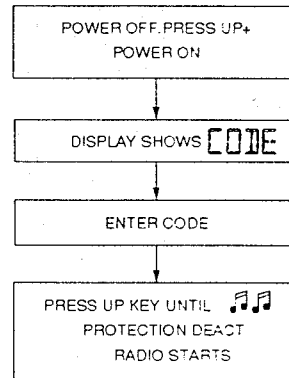 POWER OFF.PRESS UP+
POWER ON
DISPLAY SHOWS CODE
ENTER CODE
PRESS UP KEY UNTIL
PROTECTION DEACT
RADIO STARTS